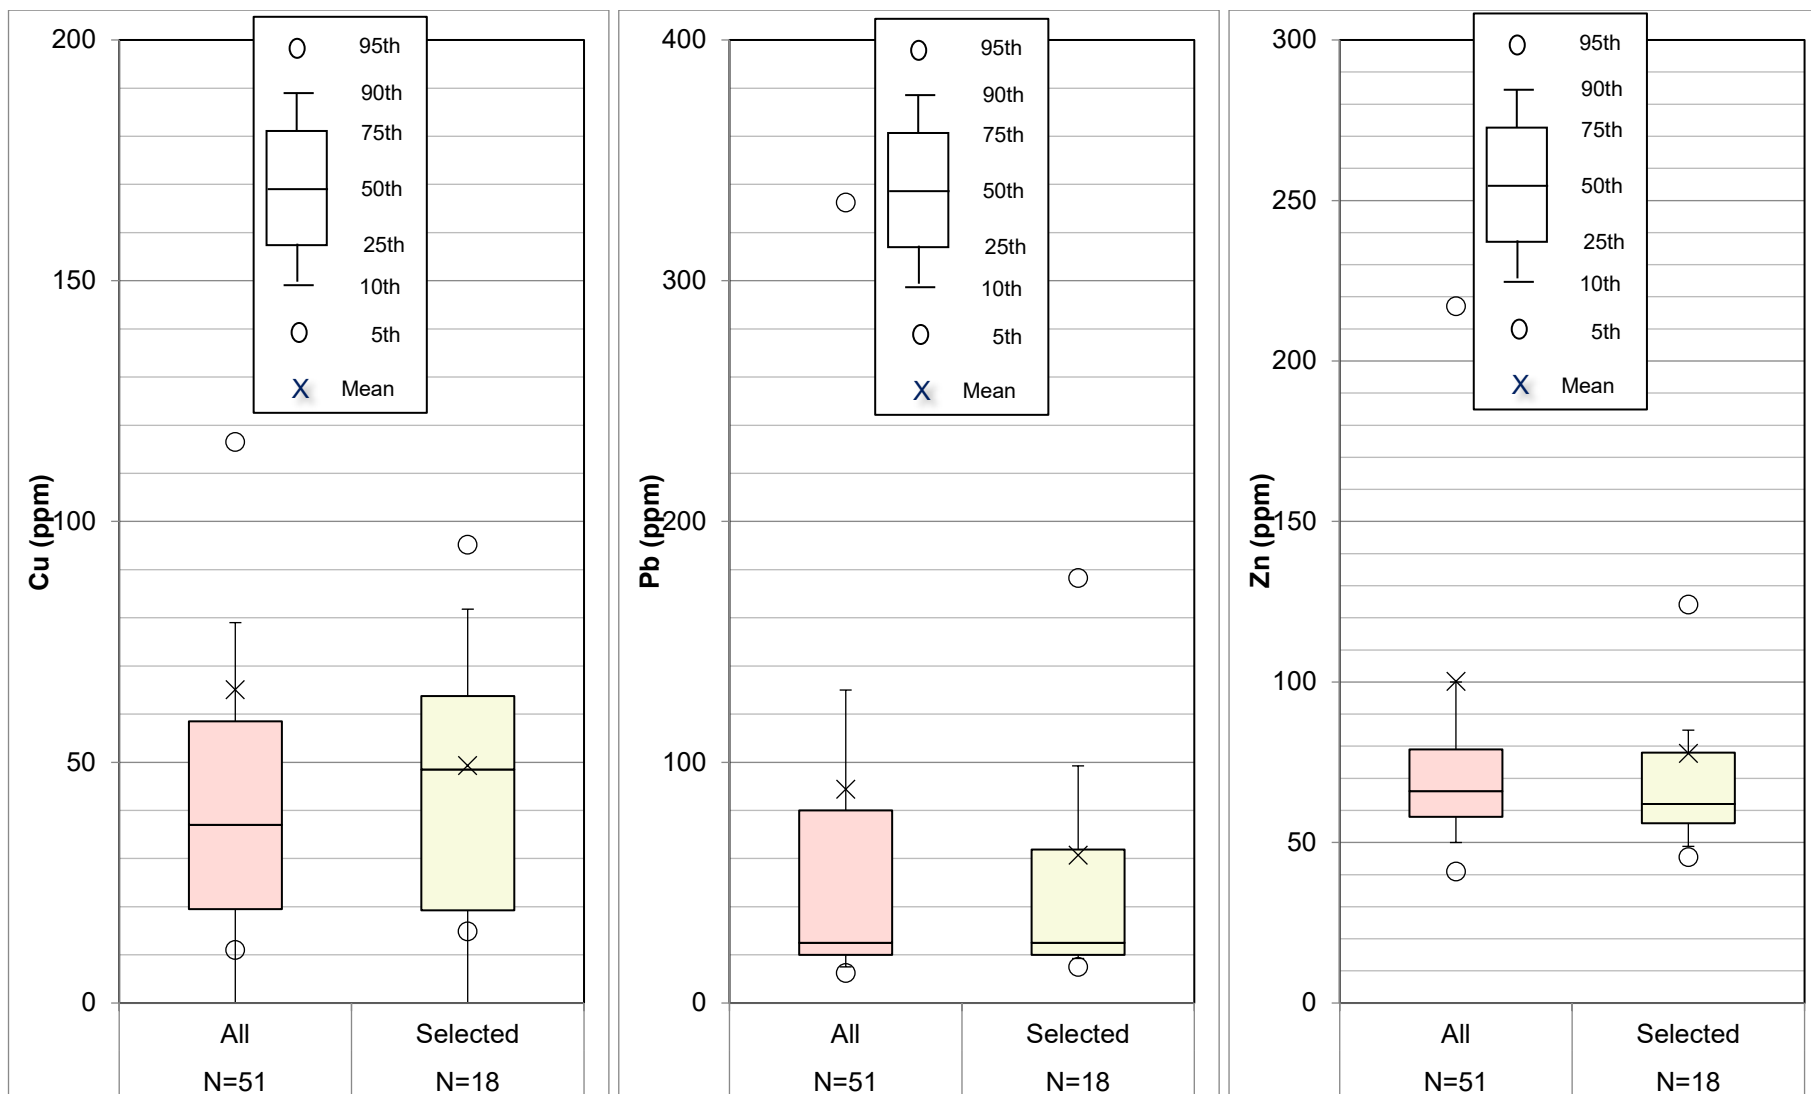 Cu (ppm)
200
150
100
50
0
95th
90th
75th
50th
25th
10th
5th
X Mean
All
Selected
N=51
N=18
Pb (ppm)
400
300
200
100
0
95th
90th
75th
50th
25th
10th
5th
X Mean
All
Selected
N=51
N=18
Zn (ppm)
300
250
200
150
100
50
0
95th
90th
75th
50th
25th
10th
5th
X Mean
All
Selected
N=51
N=18